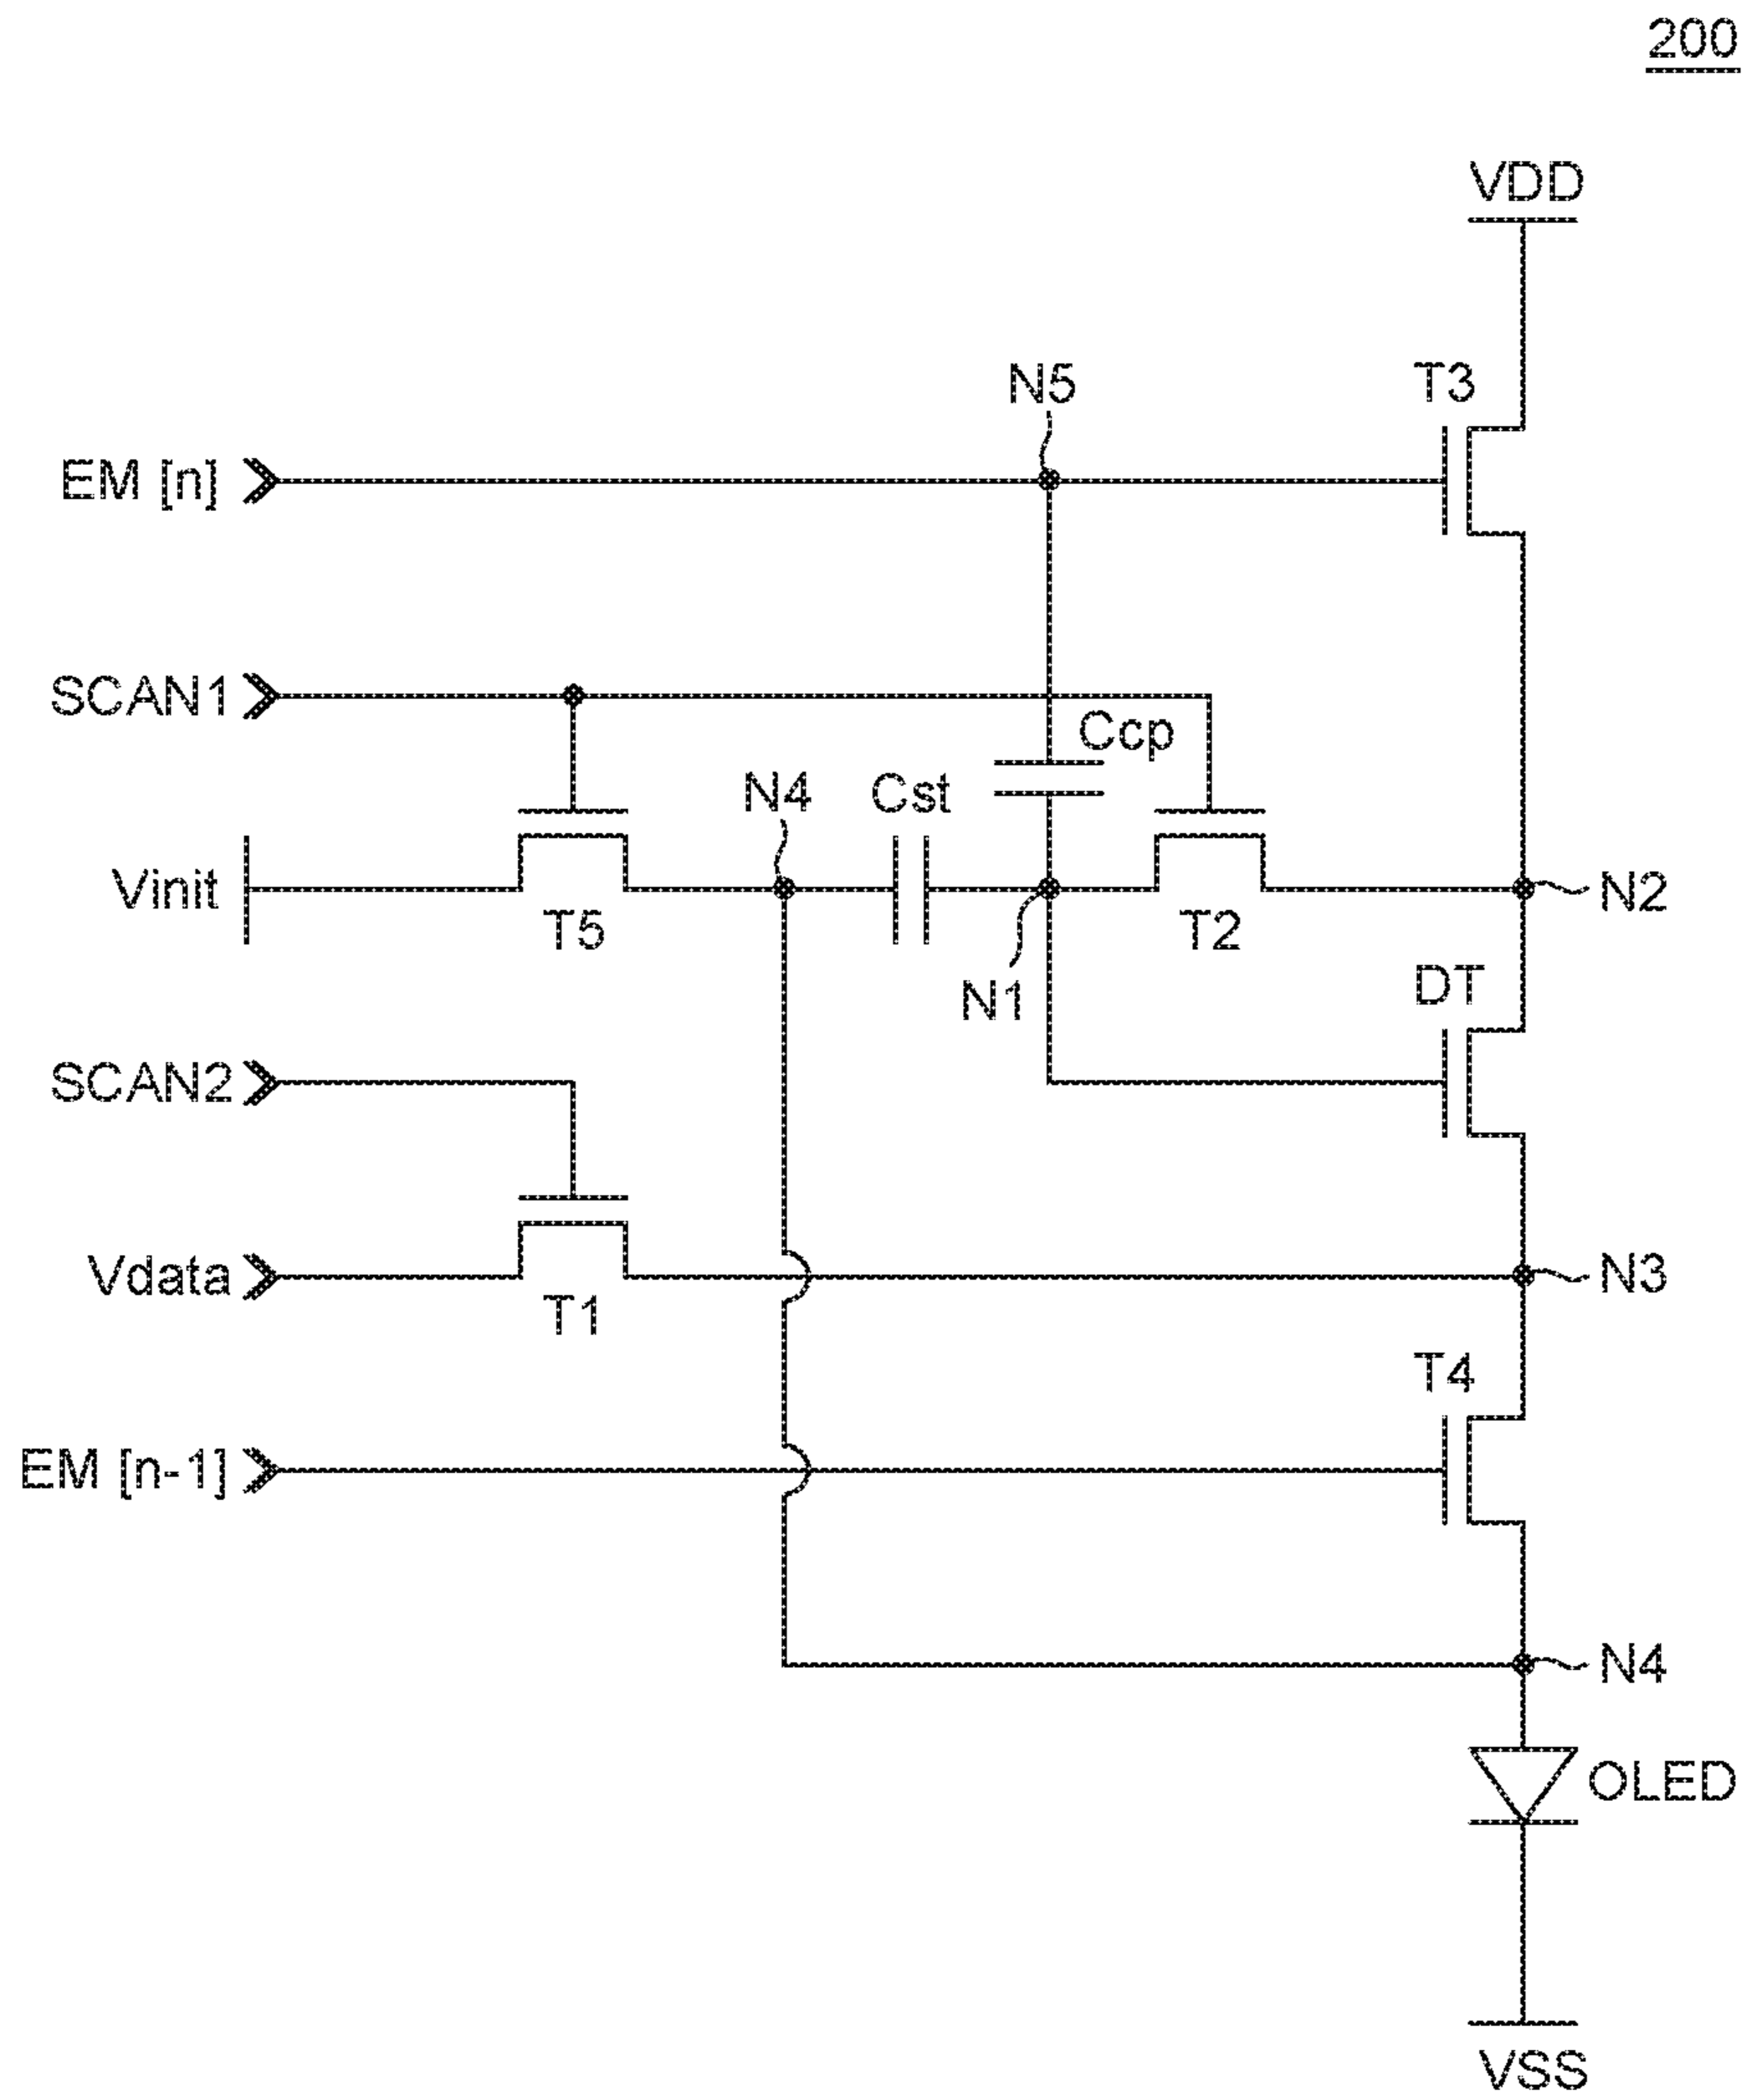 200
VDD
T3
N5
EM [n]
SCAN1
Ccp
N4
Cst
Vinit
T5
T2
N2
N1
DT
SCAN2
Vdata
T1
N3
T4
EM [n-1]
N4
OLED
VSS